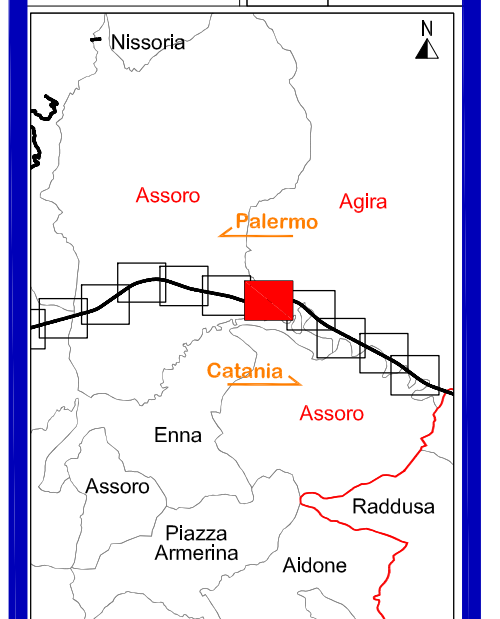 N
Nissoria
Assoro
Agira
Palermo
Catania
Assoro
Enna
Assoro
Raddusa
Piazza
Armerina
Aidone